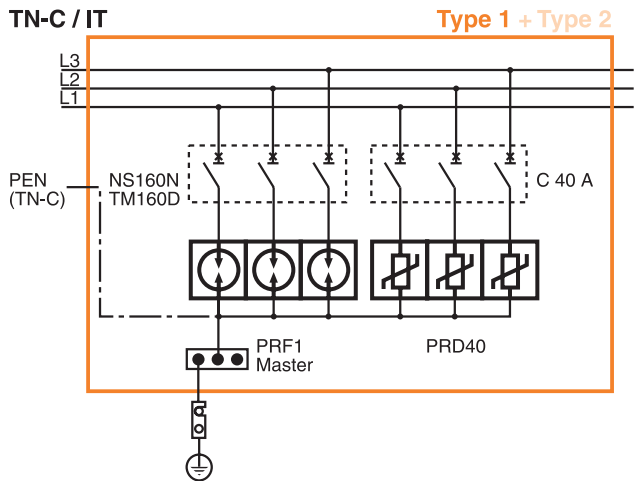 TN-C / IT
Type 1 + Type 2
L3
L2
L1
PEN
(TN-C)
NS160N
TM160D
C 40 A
PRF1
Master
PRD40